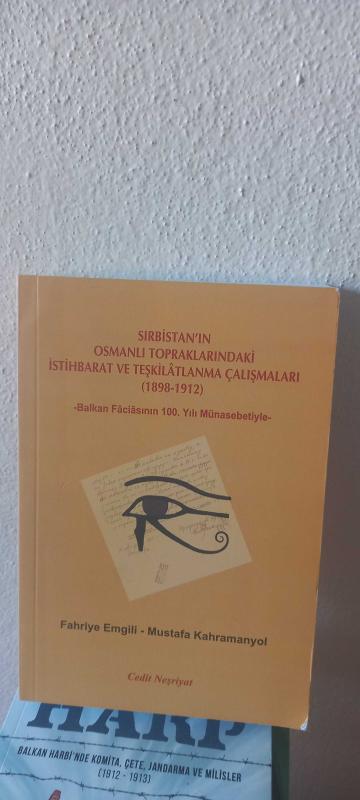 SIRBİSTAN'IN
OSMANLI TOPRAKLARINDAKİ
İSTİHBARAT VE TEŞKİLÂTLANMA ÇALIŞMALARI
(1898-1912)
-Balkan Fâciâsının 100. Yılı Münasebetiyle-
Fahriye Emgili - Mustafa Kahramanyol
Cedit Neşriyat
HARP
BALKAN HARBİ'NDE KOMİTA, ÇETE, JANDARMA VE MİLİSLER
(1912 - 1913)